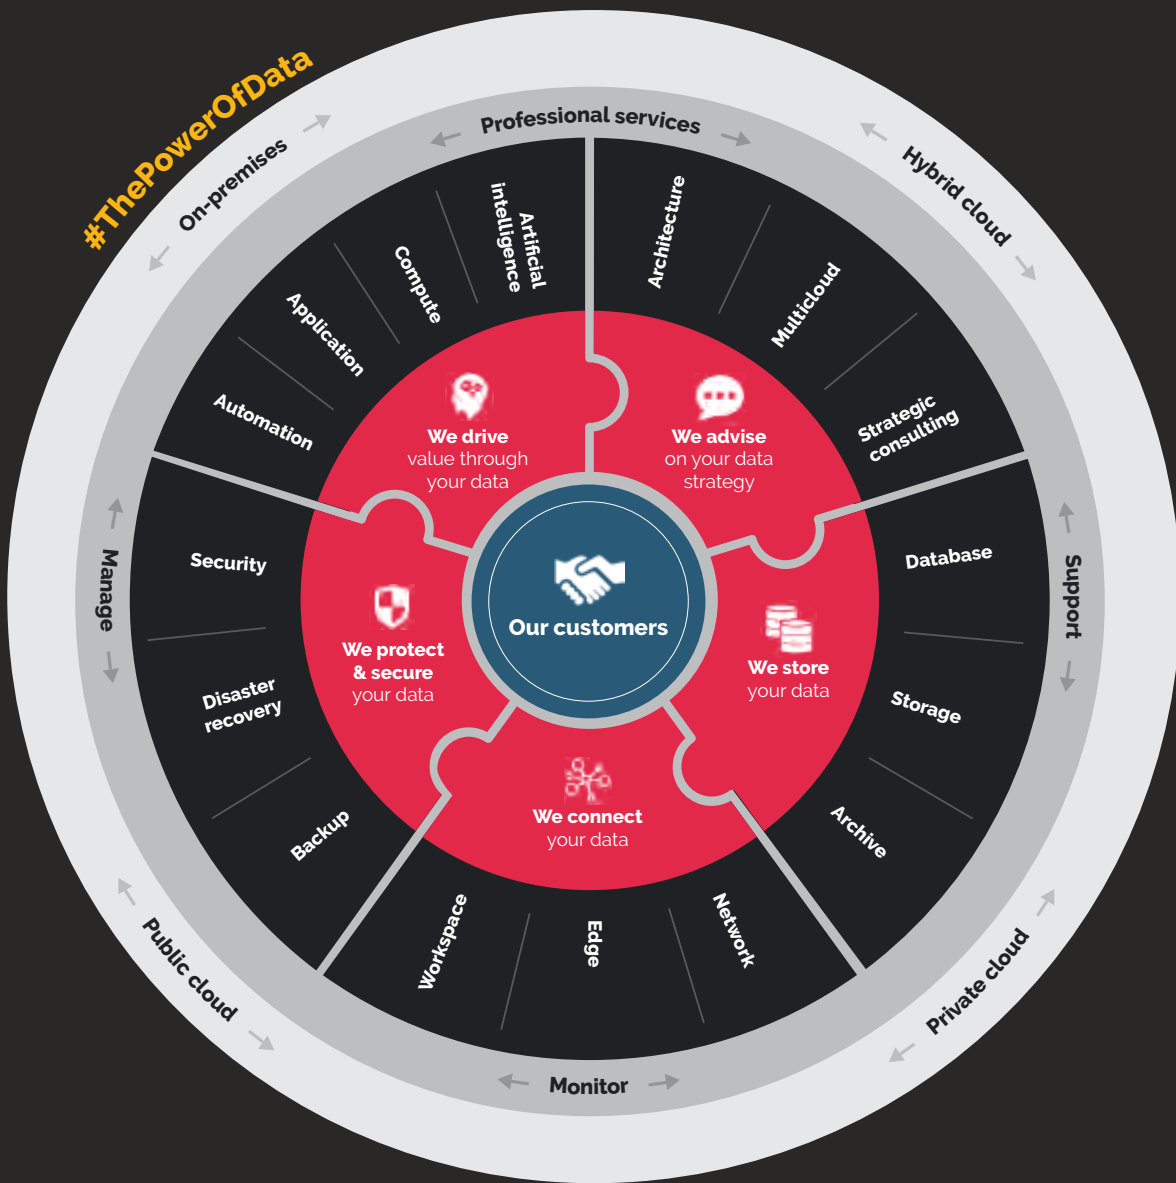 #ThePowerOfData
On-premises
Hybrid cloud
Private cloud
Public cloud
Professional services
Support
Monitor
Manage
Architecture
Multicloud
Strategic
consulting
Database
Storage
Archive
Network
Edge
Workspace
Backup
Disaster
recovery
Security
Automation
Application
Compute
Artificial
intelligence
We drive
value through
your data
We advise
on your data
strategy
We store
your data
We connect
your data
We protect
& secure
your data
Our customers